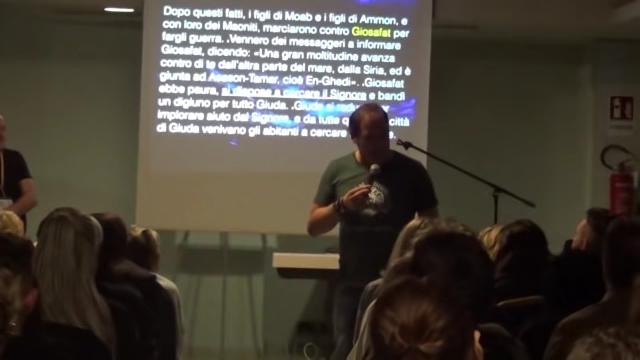 Dopo questi fatti, i figli di Moab e i figli di Ammon, e
con loro dei Maoniti, marciarono contro Giosafat per
fargli guerra. .Vennero dei messaggeri a informare
Giosafat, dicendo: «Una gran moltitudine avanza
contro di te dall'altra parte del mare, dalla Siria, ed è
giunta ad Asason-Tamar, cioè En-Ghedi». .Giosafat
ebbe paura, si dispose a cercare il Signore e bandì
un digiuno per tutto Giuda. .Giuda si
implorare aiuto dal Signore, e da tutte città
di Giuda venivano gli abitanti a cercare